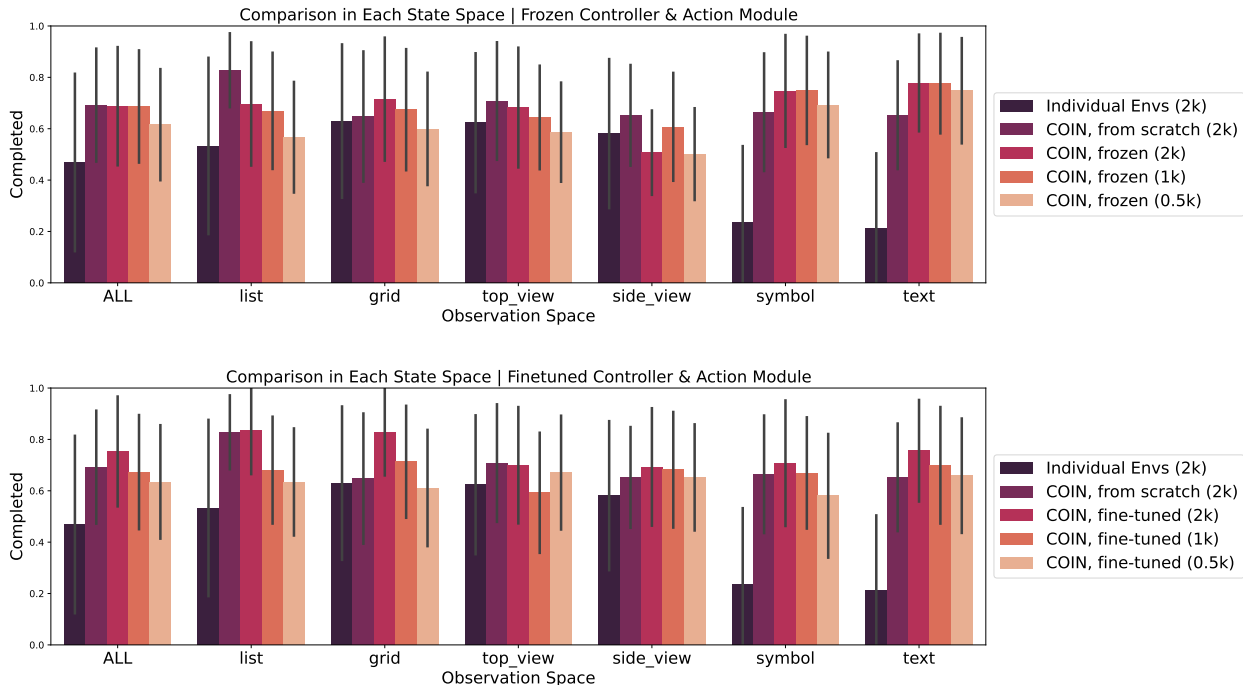 Comparison in Each State Space | Frozen Controller & Action Module
1.0
0.8
0.6
0.4
0.2
0.0
Completed
ALL list grid top_view side_view symbol text
Observation Space
Individual Envs (2k)
COIN, from scratch (2k)
COIN, frozen (2k)
COIN, frozen (1k)
COIN, frozen (0.5k)
Comparison in Each State Space | Finetuned Controller & Action Module
1.0
0.8
0.6
0.4
0.2
0.0
Completed
ALL list grid top_view side_view symbol text
Observation Space
Individual Envs (2k)
COIN, from scratch (2k)
COIN, fine-tuned (2k)
COIN, fine-tuned (1k)
COIN, fine-tuned (0.5k)